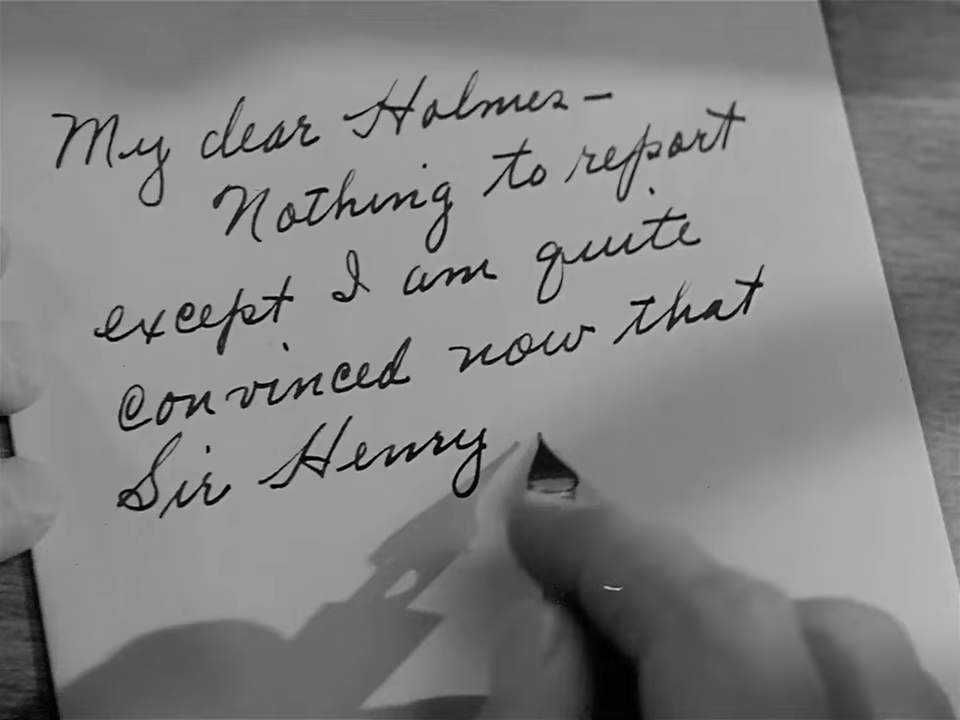 My dear Holmes-
Nothing to report
except I am quite
convinced now that
Sir Henry